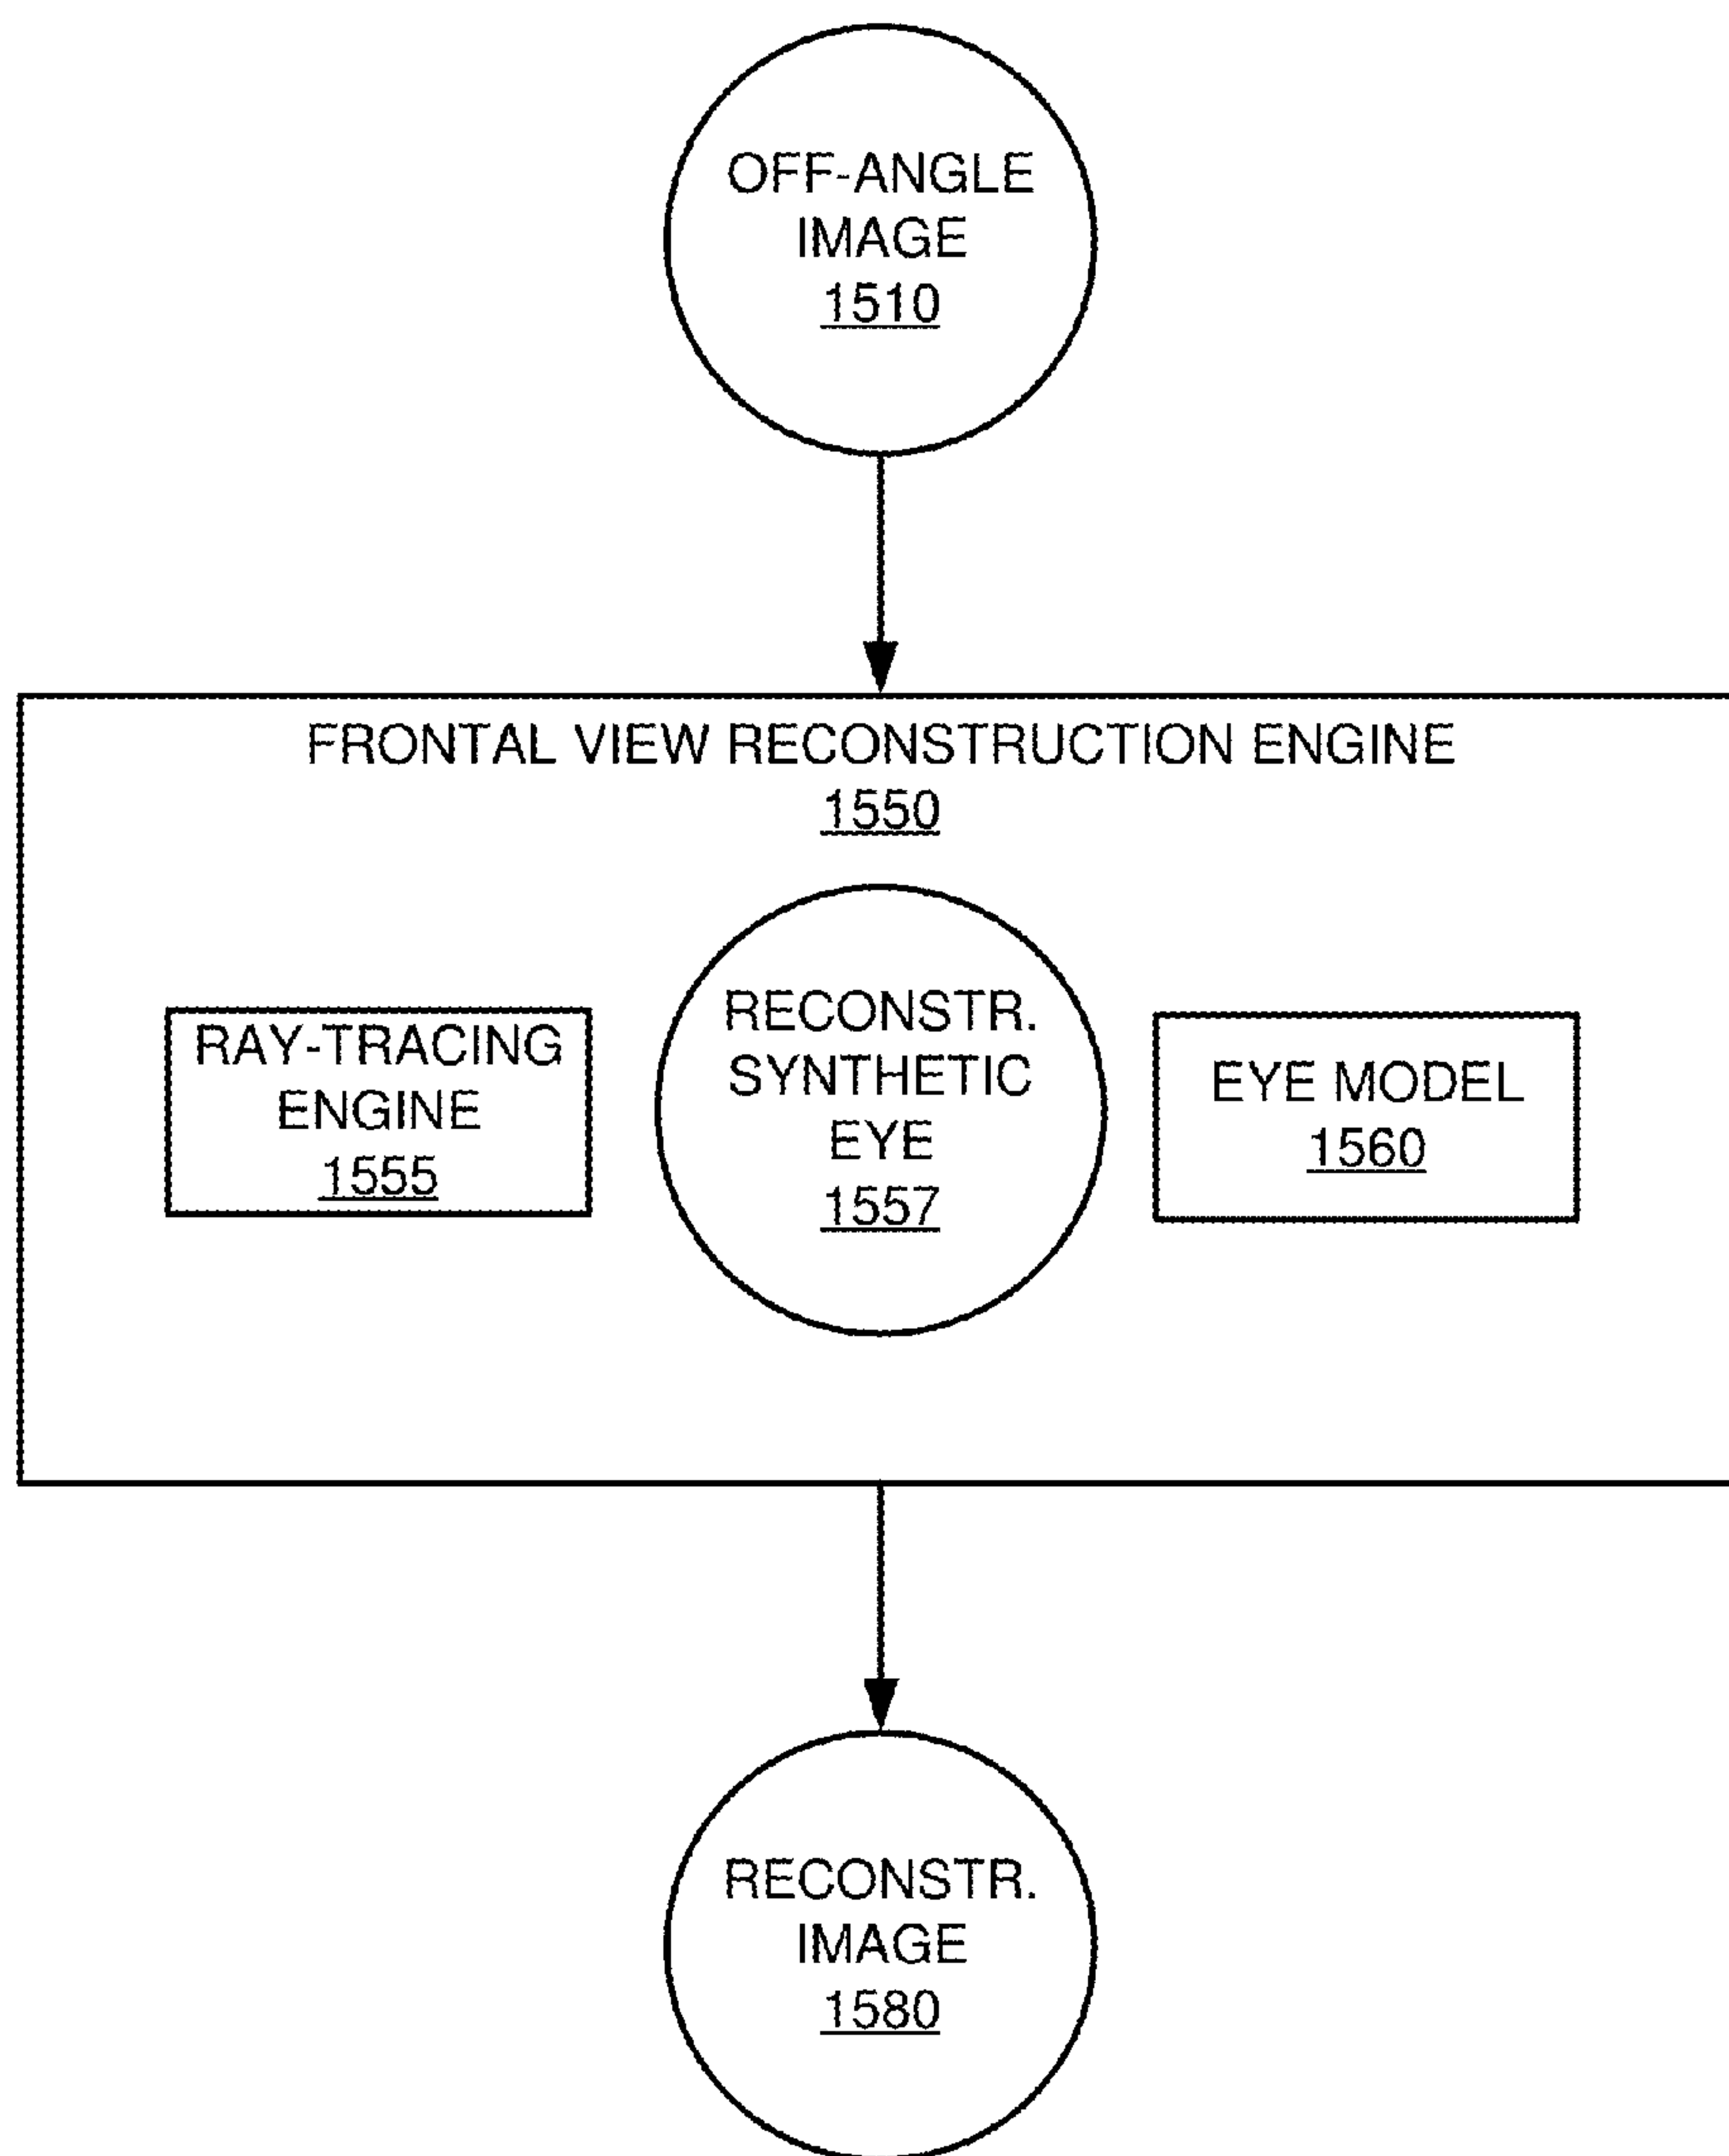 OFF-ANGLE
IMAGE
1510
FRONTAL VIEW RECONSTRUCTION ENGINE
1550
RAY-TRACING
ENGINE
1555
RECONSTR.
SYNTHETIC
EYE
1557
EYE MODEL
1560
RECONSTR.
IMAGE
1580